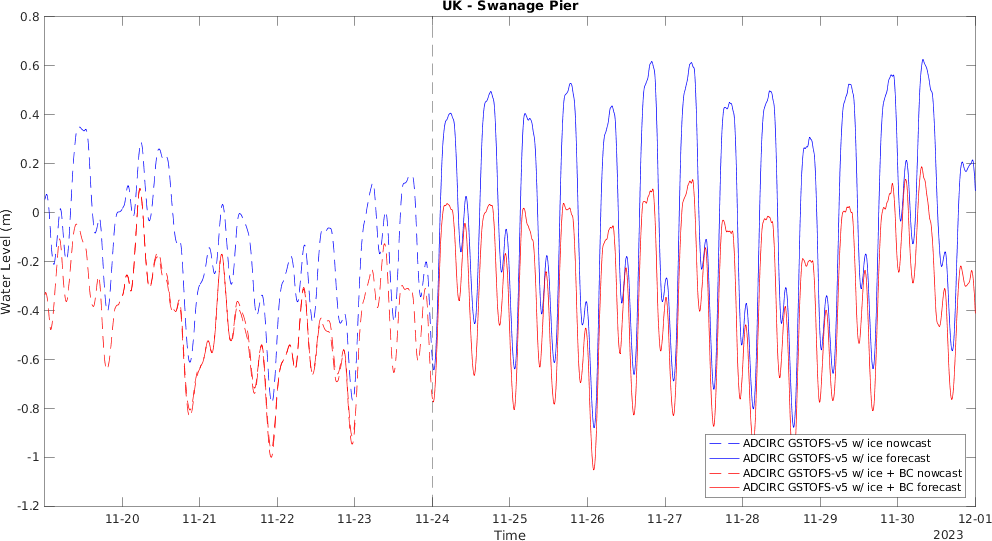 UK - Swanage Pier
0.8
0.6
0.4
0.2
0
-0.2
-0.4
-0.6
-0.8
-1
-1.2
Water Level (m)
11-20 11-21 11-22 11-23 11-24 11-25 11-26 11-27 11-28 11-29 11-30 12-01
Time
2023
ADCIRC GSTOFS-v5 w/ ice nowcast
ADCIRC GSTOFS-v5 w/ ice forecast
ADCIRC GSTOFS-v5 w/ ice + BC nowcast
ADCIRC GSTOFS-v5 w/ ice + BC forecast